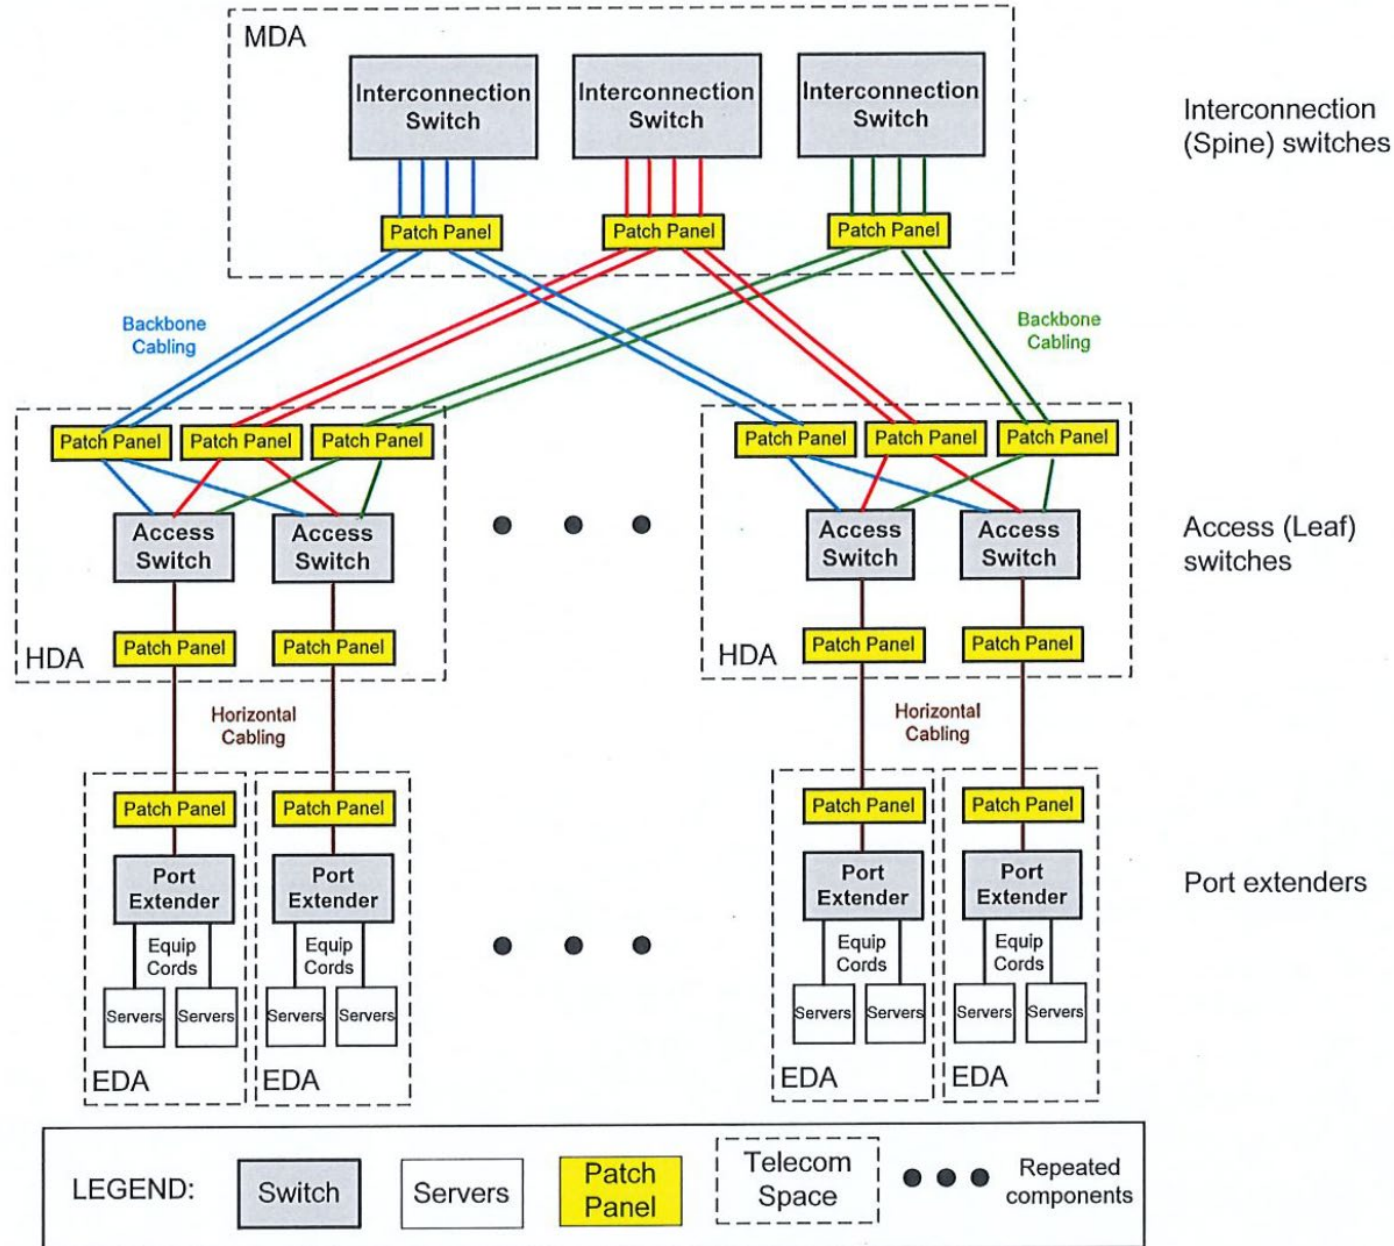 MDA
Interconnection
Switch
Interconnection
Switch
Interconnection
Switch
Interconnection
(Spine) switches
Patch Panel
Patch Panel
Patch Panel
Backbone
Cabling
Backbone
Cabling
Patch Panel
Patch Panel
Patch Panel
Patch Panel
Patch Panel
Patch Panel
Access
Switch
Access
Switch
Access
Switch
Access
Switch
Access (Leaf)
switches
HDA
Patch Panel
Patch Panel
HDA
Patch Panel
Patch Panel
Horizontal
Cabling
Horizontal
Cabling
Patch Panel
Patch Panel
Patch Panel
Patch Panel
Port
Extender
Port
Extender
Port
Extender
Port
Extender
Port extenders
Equip
Cords
Equip
Cords
Equip
Cords
Equip
Cords
Servers
Servers
Servers
Servers
Servers
Servers
Servers
Servers
EDA
EDA
EDA
EDA
LEGEND:
Switch
Servers
Patch
Panel
Telecom
Space
Repeated
components